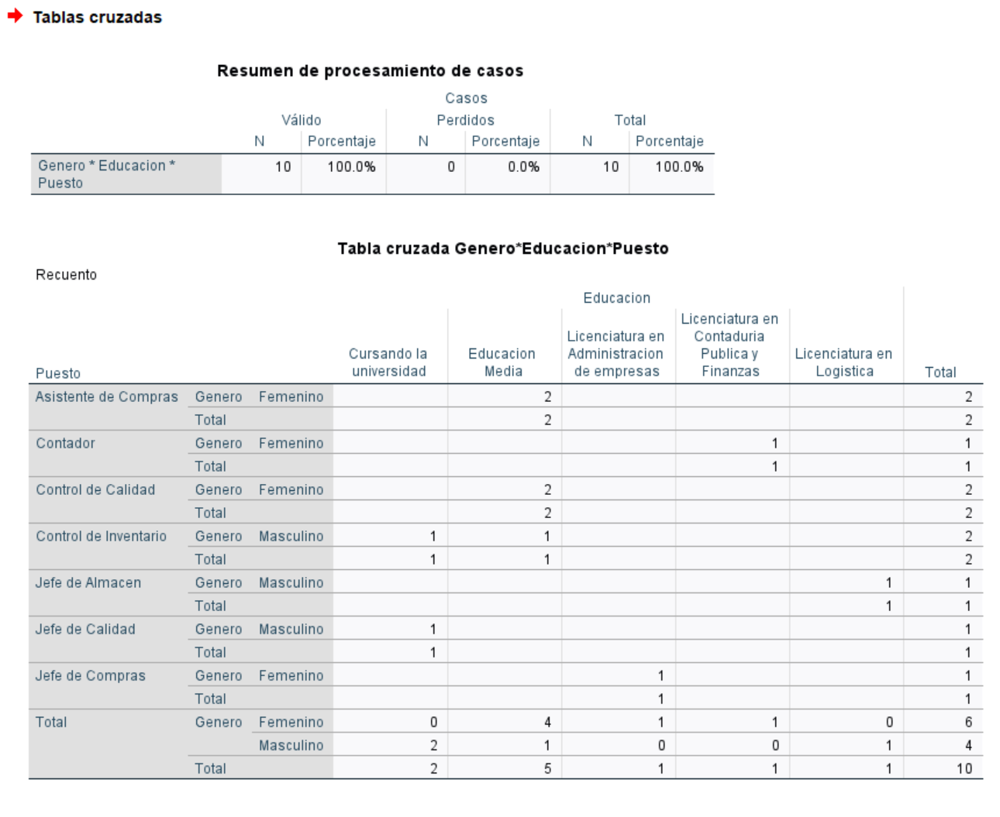 Tablas cruzadas
Resumen de procesamiento de casos
Casos
Válido Perdidos Total
N Porcentaje N Porcentaje N Porcentaje
Genero * Educacion * 10 100.0% 0 0.0% 10 100.0%
Puesto
Tabla cruzada Genero*Educacion*Puesto
Recuento
Educacion
Licenciatura en
Licenciatura en Contaduria
Cursando la Educacion Administracion Publica y Licenciatura en
Puesto universidad Media de empresas Finanzas Logistica Total
Asistente de Compras Genero Femenino 2 2
Total 2 2
Contador Genero Femenino 1 1
Total 1 1
Control de Calidad Genero Femenino 2 2
Total 2 2
Control de Inventario Genero Masculino 1 1 2
Total 1 1 2
Jefe de Almacen Genero Masculino 1 1
Total 1 1
Jefe de Calidad Genero Masculino 1 1
Total 1 1
Jefe de Compras Genero Femenino 1 1
Total 1 1
Total Genero Femenino 0 4 1 1 0 6
Masculino 2 1 0 0 1 4
Total 2 5 1 1 1 10